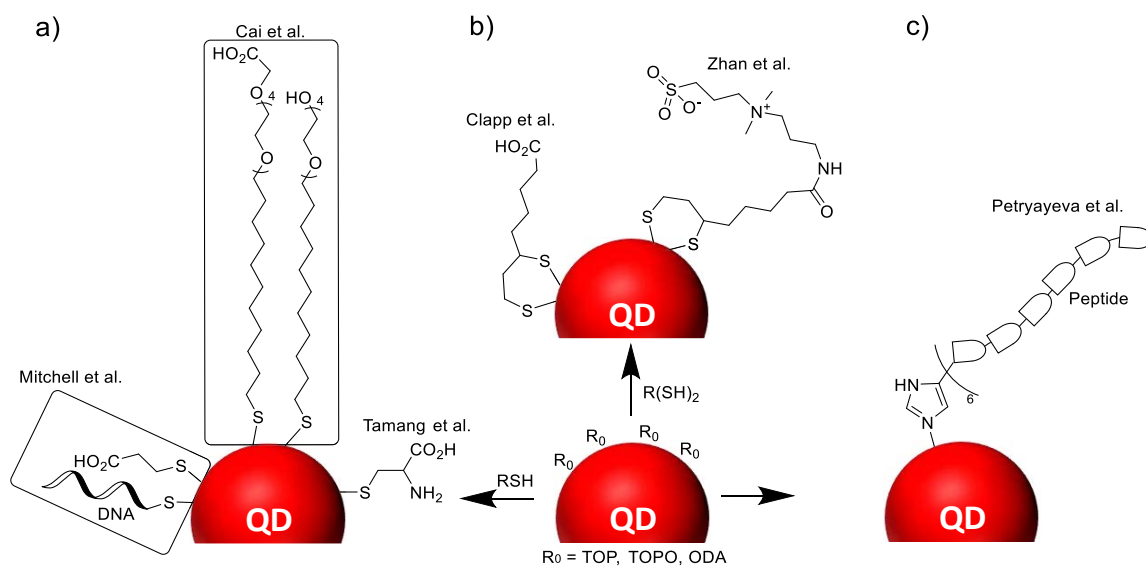 a)
Cai et al.
HO₂C
O
4
O
HO
4
O
S
S
Mitchell et al.
HO₂C
S
S
DNA
QD
Tamang et al.
CO₂H
S
NH₂
b)
Zhan et al.
O
S
O
O-
N+
NH
O
Clapp et al.
HO₂C
S
S
S
S
QD
R(SH)₂
R₀
R₀
R₀
R₀
RSH
QD
R₀ = TOP, TOPO, ODA
c)
Petryayeva et al.
Peptide
6
HN
N
QD